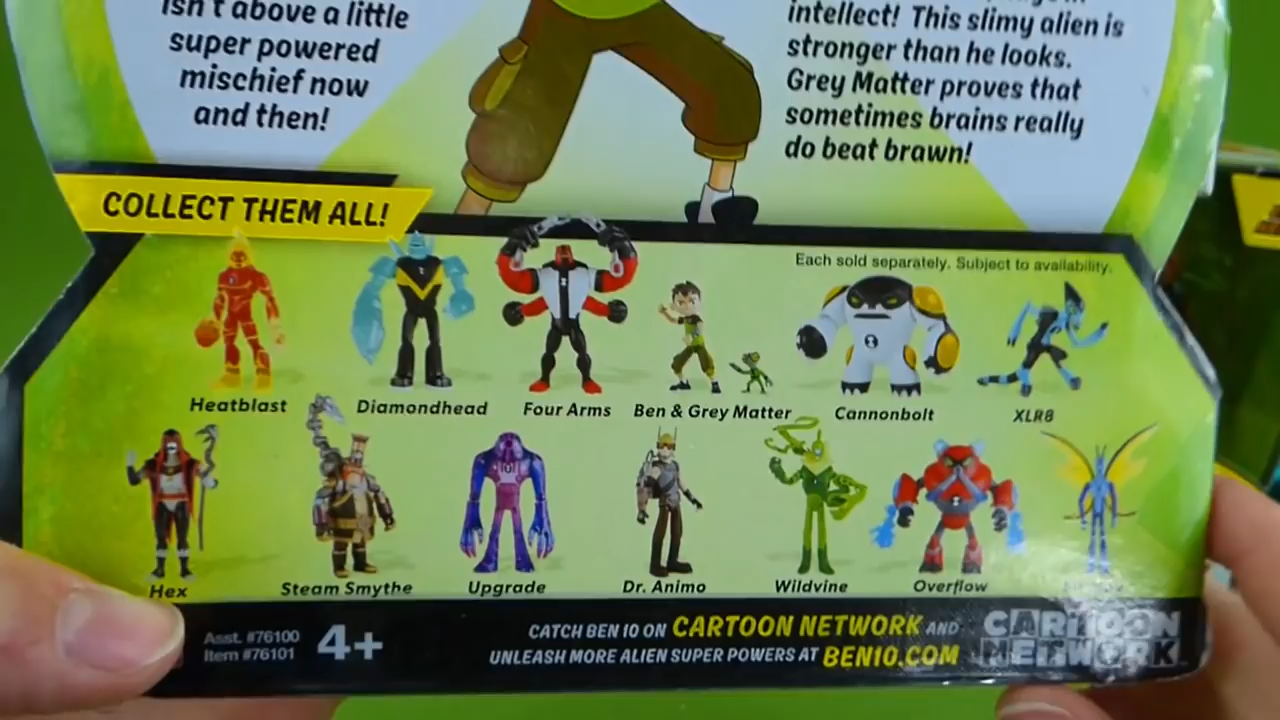 isn't above a little
super powered
mischief now
and then!
intellect! This slimy alien is
stronger than he looks.
Grey Matter proves that
sometimes brains really
do beat brawn!
COLLECT THEM ALL!
Each sold separately. Subject to availability.
Heatblast
Diamondhead
Four Arms
Ben & Grey Matter
Cannonbolt
XLR8
Hex
Steam Smythe
Upgrade
Dr. Animo
Wildvine
Overflow
Asst. #76100
Item #76101
4+
CATCH BEN 10 ON CARTOON NETWORK AND
UNLEASH MORE ALIEN SUPER POWERS AT BEN10.COM
CARTOON
NETWORK